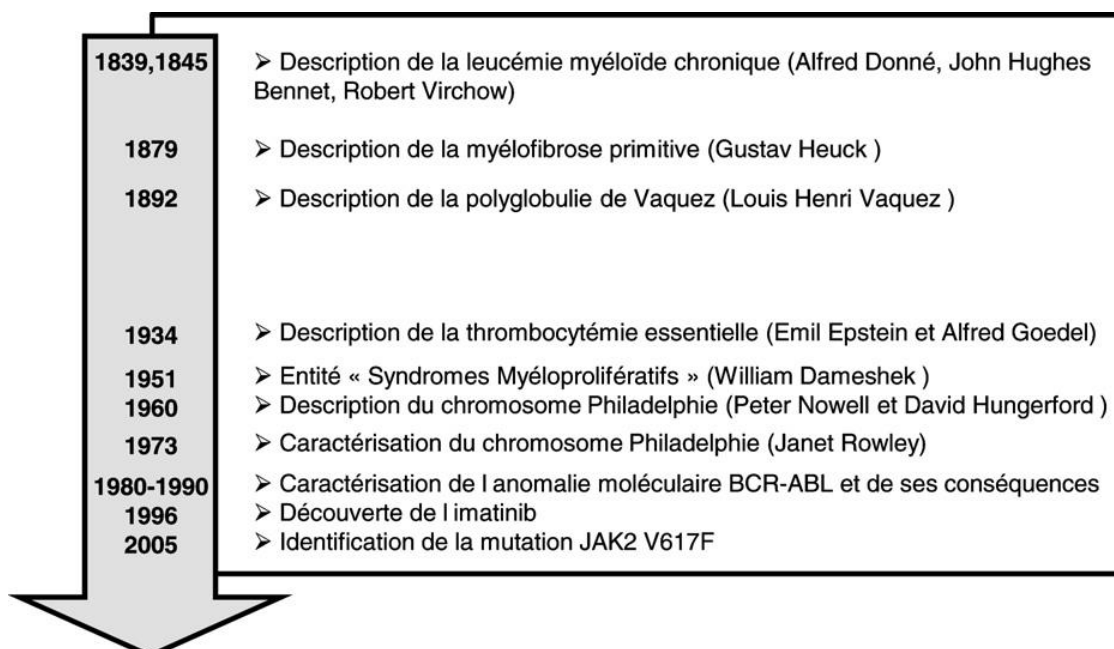 1839,1845 ➢ Description de la leucémie myéloïde chronique (Alfred Donné, John Hughes
Bennet, Robert Virchow)
1879 ➢ Description de la myélofibrose primitive (Gustav Heuck )
1892 ➢ Description de la polyglobulie de Vaquez (Louis Henri Vaquez )
1934 ➢ Description de la thrombocytémie essentielle (Emil Epstein et Alfred Goedel)
1951 ➢ Entité « Syndromes Myéloprolifératifs » (William Dameshek )
1960 ➢ Description du chromosome Philadelphie (Peter Nowell et David Hungerford )
1973 ➢ Caractérisation du chromosome Philadelphie (Janet Rowley)
1980-1990 ➢ Caractérisation de l anomalie moléculaire BCR-ABL et de ses conséquences
1996 ➢ Découverte de l imatinib
2005 ➢ Identification de la mutation JAK2 V617F